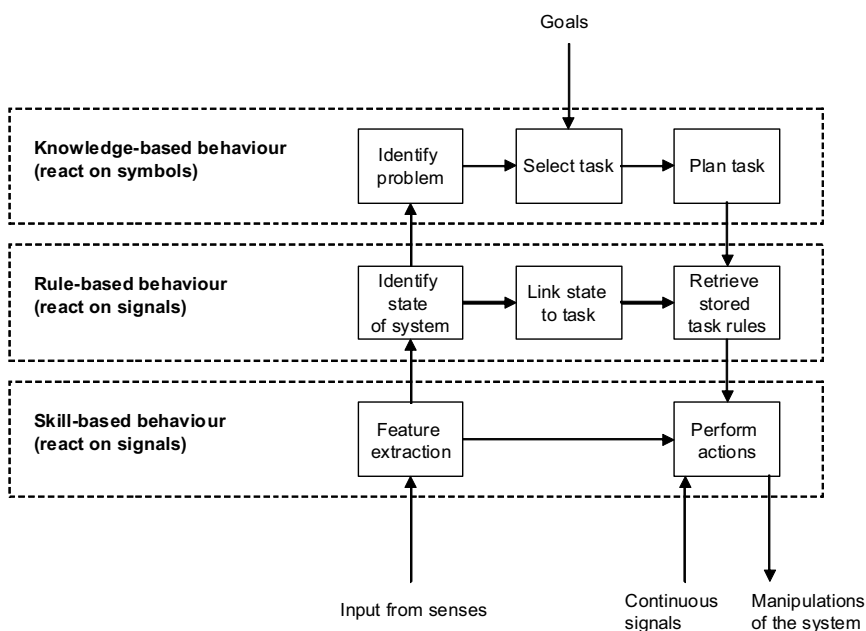 Goals
Knowledge-based behaviour
(react on symbols)
Identify
problem
Select task
Plan task
Rule-based behaviour
(react on signals)
Identify
state
of system
Link state
to task
Retrieve
stored
task rules
Skill-based behaviour
(react on signals)
Feature
extraction
Perform
actions
Input from senses
Continuous
signals
Manipulations
of the system